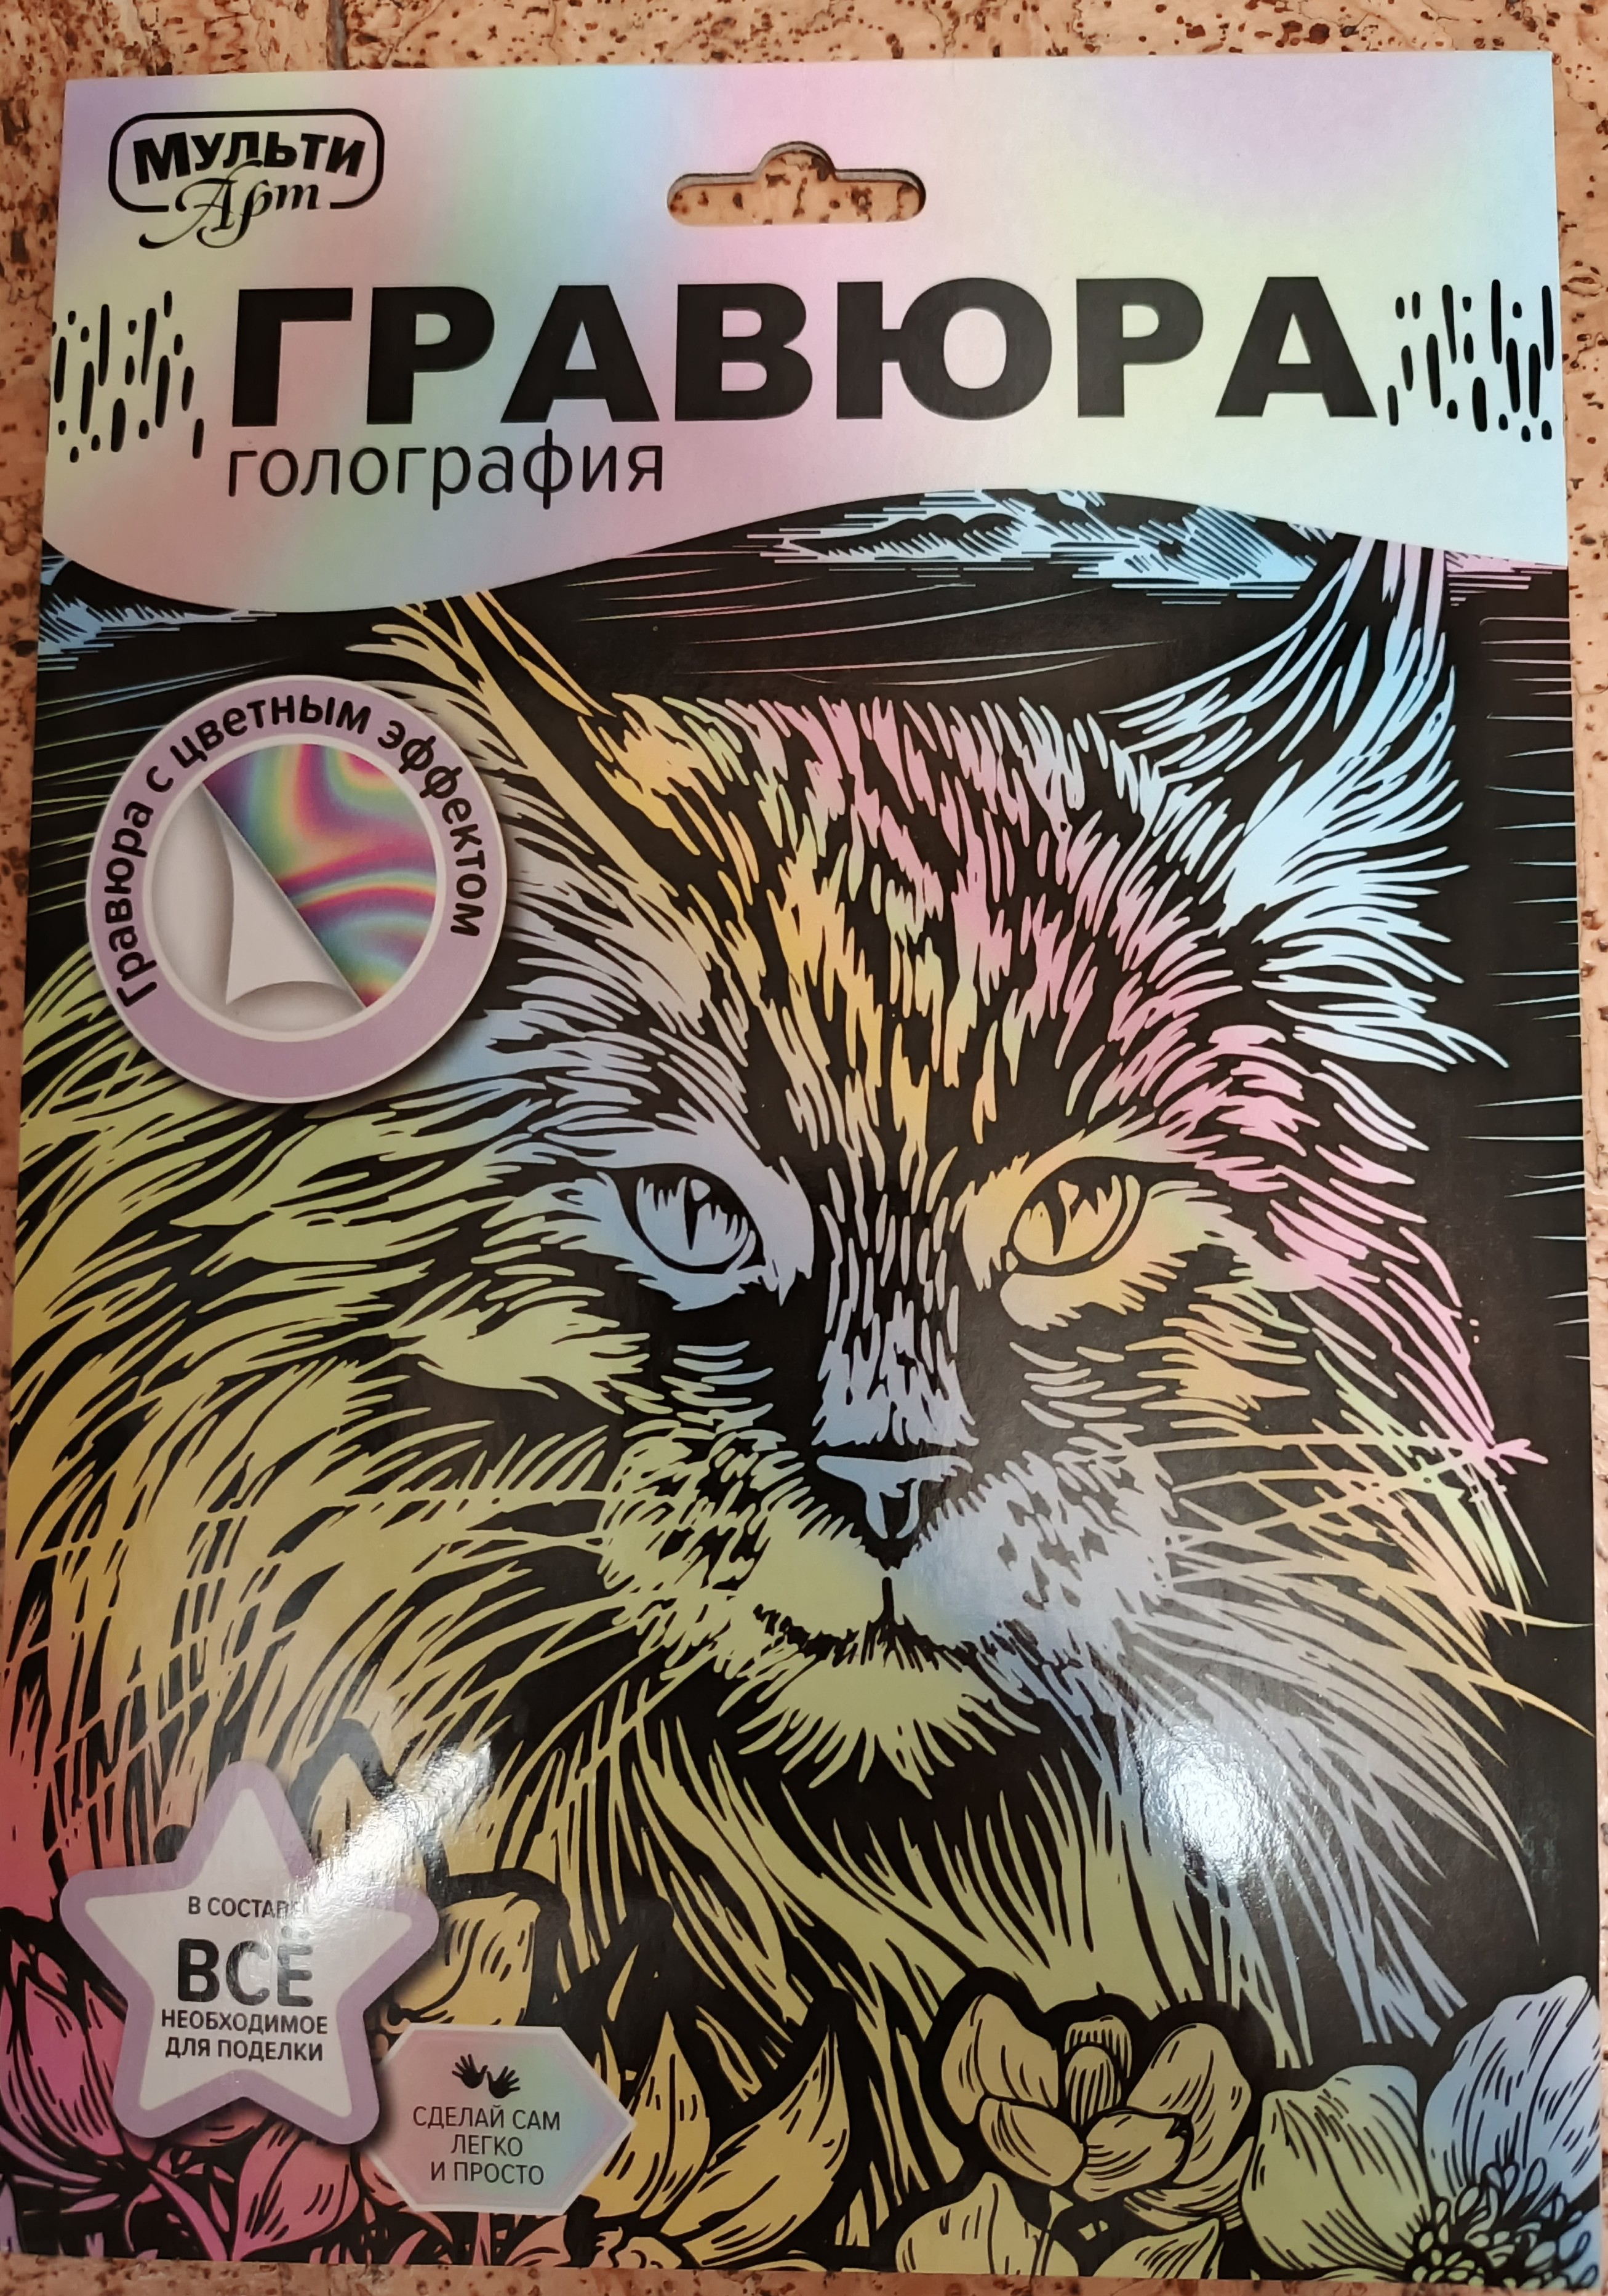 МУЛЬТИ
Арт
ГРАВЮРА
голография
Гравюра с цветным эффектом
В СОСТАВЕ
ВСЁ
НЕОБХОДИМОЕ
ДЛЯ ПОДЕЛКИ
СДЕЛАЙ САМ
ЛЕГКО
И ПРОСТО